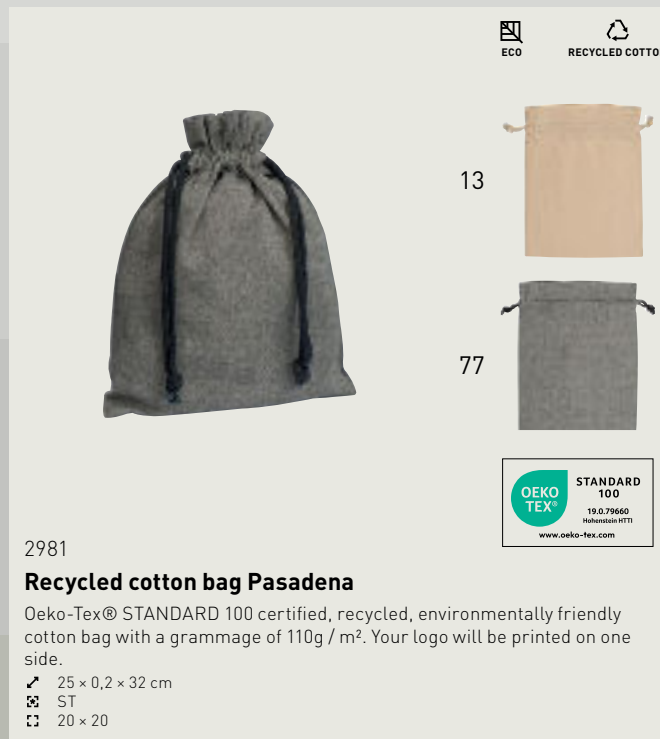 ECO
RECYCLED COTTO
13
77
OEKO
TEX®
STANDARD
100
19.0.79660
Hohenstein HTTI
www.oeko-tex.com
2981
Recycled cotton bag Pasadena
Oeko-Tex® STANDARD 100 certified, recycled, environmentally friendly
cotton bag with a grammage of 110g / m². Your logo will be printed on one
side.
25 × 0,2 × 32 cm
ST
20 × 20